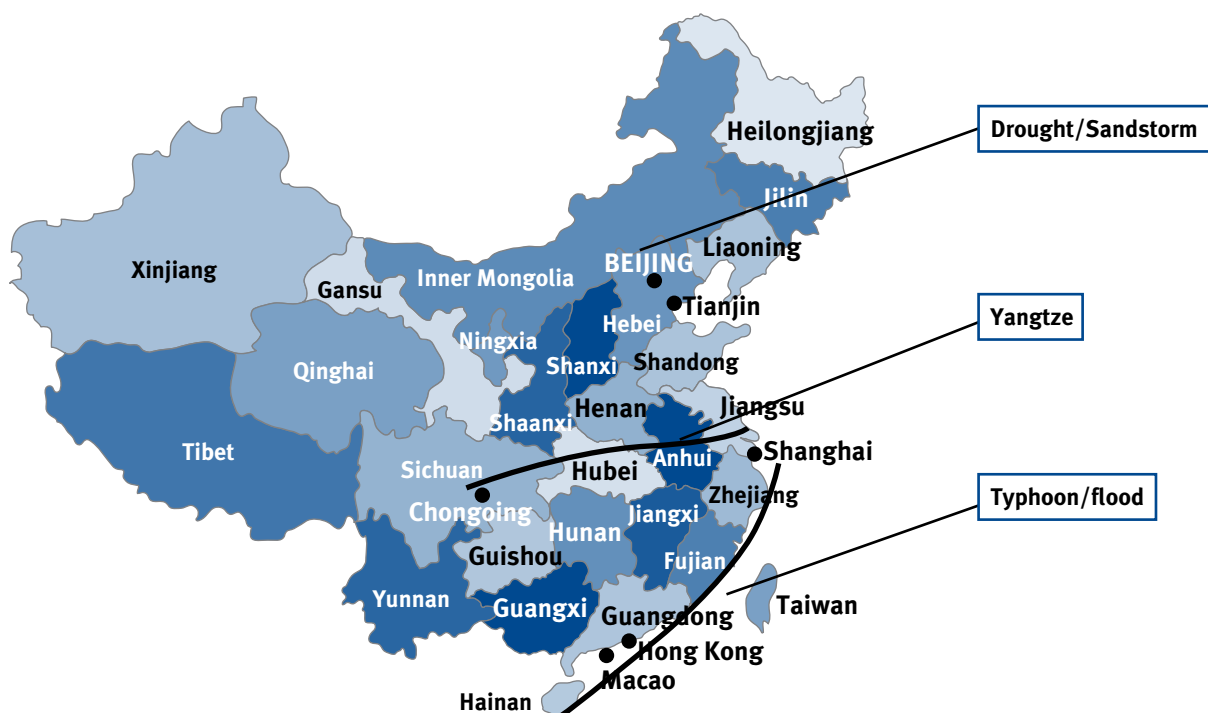 Heilongjiang
Drought/Sandstorm
Jilin
Liaoning
BEIJING
Xinjiang
Inner Mongolia
Gansu
Tianjin
Yangtze
Hebei
Ningxia
Shandong
Shanxi
Qinghai
Henan
Jiangsu
Shaanxi
Tibet
Shanghai
Anhui
Sichuan
Hubei
Zhejiang
Typhoon/flood
Chongoing
Jiangxi
Hunan
Guishou
Fujian
Yunnan
Guangxi
Taiwan
Guangdong
Hong Kong
Macao
Hainan